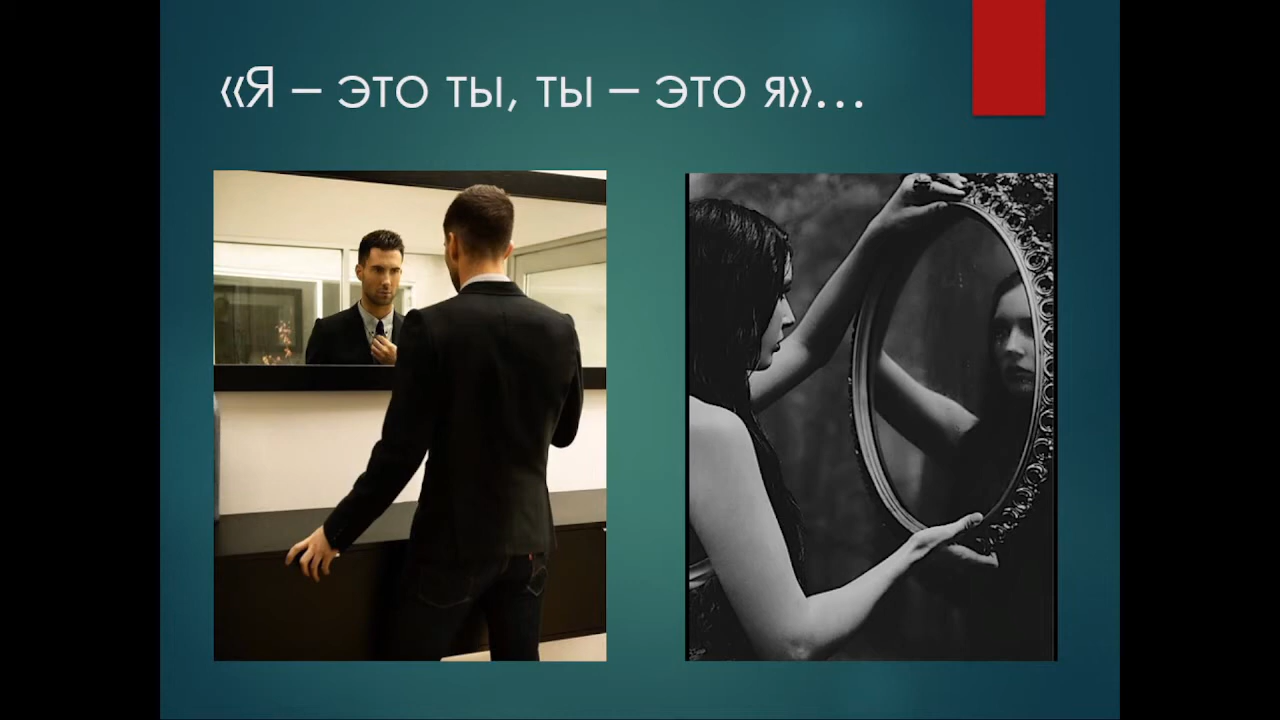 «Я – это ты, ты – это я»…